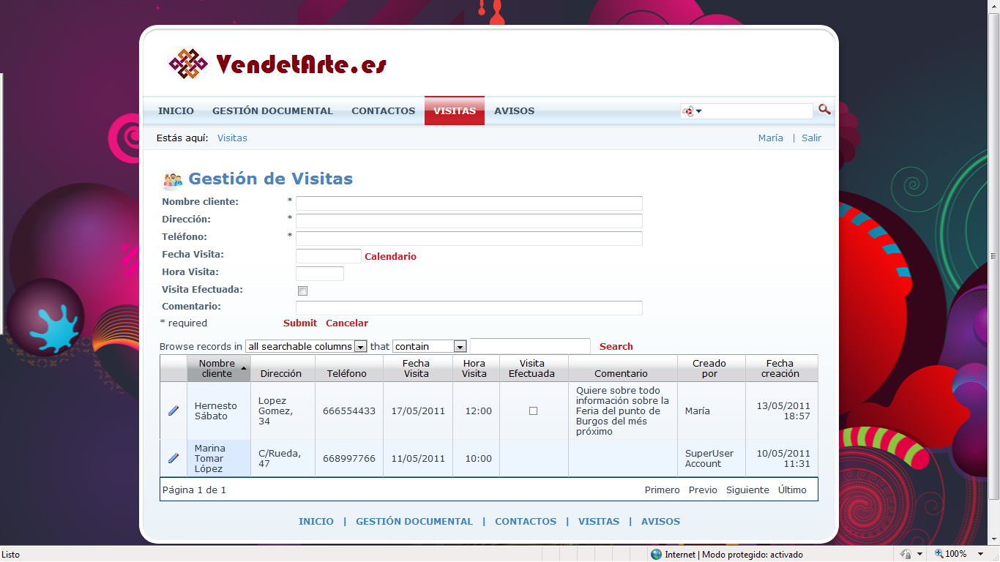 VendetArte.es
INICIO GESTIÓN DOCUMENTAL CONTACTOS VISITAS AVISOS
Estás aquí: Visitas María | Salir
Gestión de Visitas
Nombre cliente: *
Dirección: *
Teléfono: *
Fecha Visita: Calendario
Hora Visita:
Visita Efectuada:
Comentario:
* required Submit Cancelar
Browse records in all searchable columns that contain Search
Nombre cliente Dirección Teléfono Fecha Visita Hora Visita Visita Efectuada Comentario Creado por Fecha creación
Hernesto Sábato Lopez Gomez, 34 666554433 17/05/2011 12:00 Quiere sobre todo información sobre la Feria del punto de Burgos del més próximo María 13/05/2011 18:57
Marina Tomar López C/Rueda, 47 668997766 11/05/2011 10:00 SuperUser Account 10/05/2011 11:31
Página 1 de 1 Primero Previo Siguiente Último
INICIO | GESTIÓN DOCUMENTAL | CONTACTOS | VISITAS | AVISOS
Listo Internet | Modo protegido: activado 100%